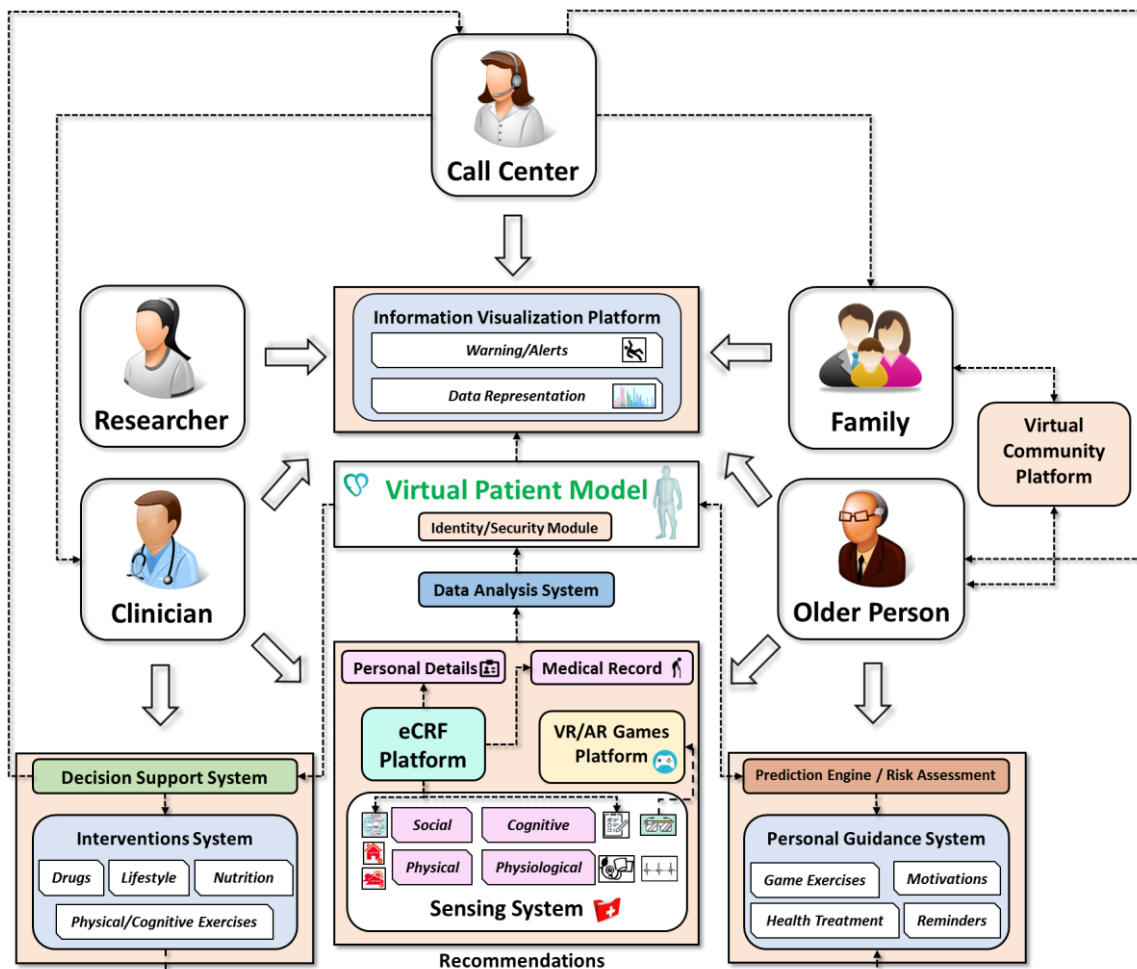 Call Center
Researcher
Information Visualization Platform
Warning/Alerts
Data Representation
Family
Virtual
Community
Platform
Clinician
Virtual Patient Model
Identity/Security Module
Data Analysis System
Older Person
Personal Details
Medical Record
eCRF
Platform
VR/AR Games
Platform
Social
Cognitive
Physical
Physiological
Sensing System
Decision Support System
Interventions System
Drugs
Lifestyle
Nutrition
Physical/Cognitive Exercises
Prediction Engine / Risk Assessment
Personal Guidance System
Game Exercises
Motivations
Health Treatment
Reminders
Recommendations